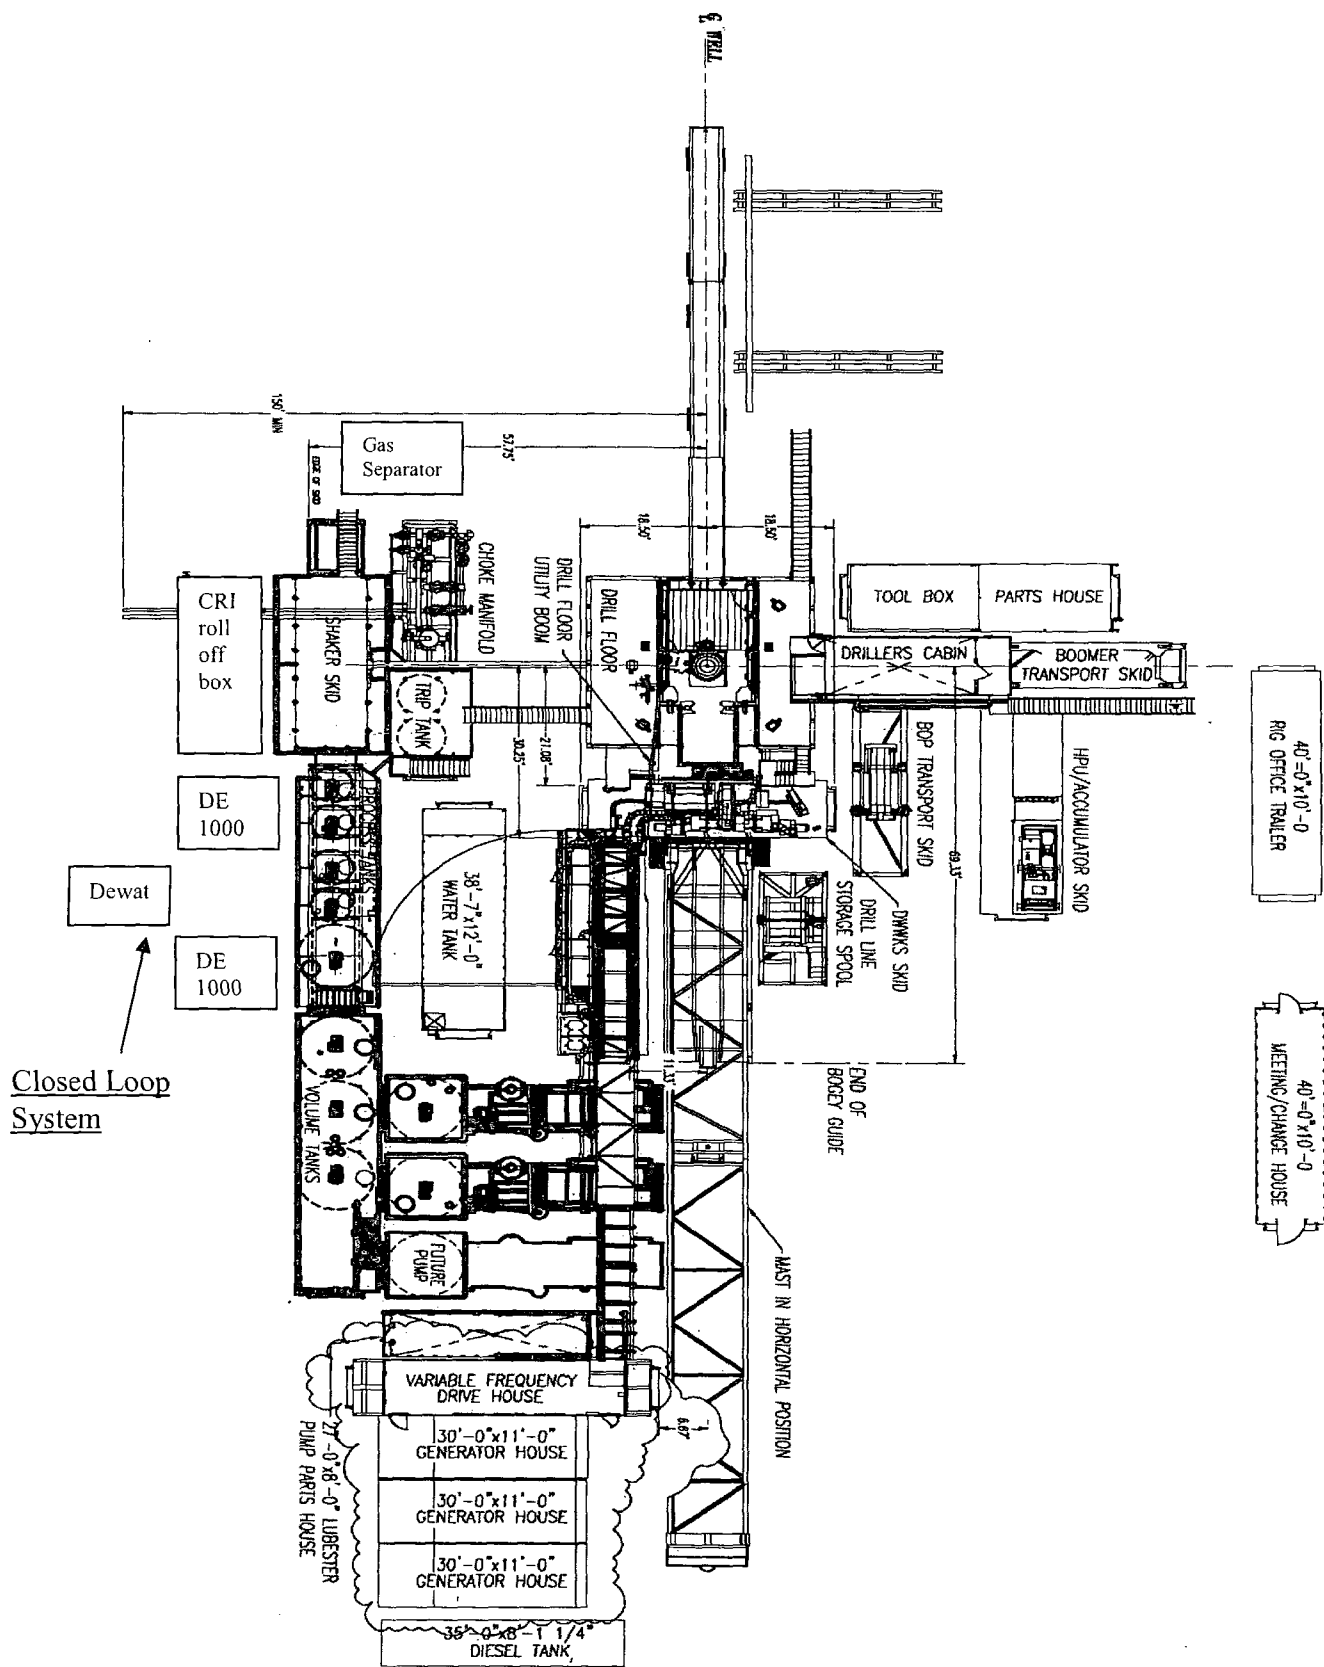 ℄ WELL
150' MIN
57.75'
Gas
Separator
EDGE OF SKID
18.50'
18.50'
CHOKE MANIFOLD
DRILL FLOOR
UTILITY BOOM
DRILL FLOOR
TOOL BOX
PARTS HOUSE
CRI
roll
off
box
SHAKER SKID
DRILLERS CABIN
BOOMER
TRANSPORT SKID
TRIP
TANK
21.08'
30.25'
BOP TRANSPORT SKID
HPU/ACCUMULATOR SKID
40'=0"x10'-0
RIG OFFICE TRAILER
DE
1000
PROCESS TANKS
69.33'
Dewat
38'-7"x12'-0"
WATER TANK
DRILL LINE
STORAGE SPOOL
DWWKS SKID
DE
1000
Closed Loop
System
VOLUME TANKS
11.33'
END OF
BOGEY GUIDE
40'=0"x10'-0
MEETING/CHANGE HOUSE
FUTURE
PUMP
MAST IN HORIZONTAL POSITION
VARIABLE FREQUENCY
DRIVE HOUSE
6.67'
27'-0"x8'-0" LUBESTER
PUMP PARTS HOUSE
30'-0"x11'-0"
GENERATOR HOUSE
30'-0"x11'-0"
GENERATOR HOUSE
30'-0"x11'-0"
GENERATOR HOUSE
35'-0"x8'-1 1/4"
DIESEL TANK